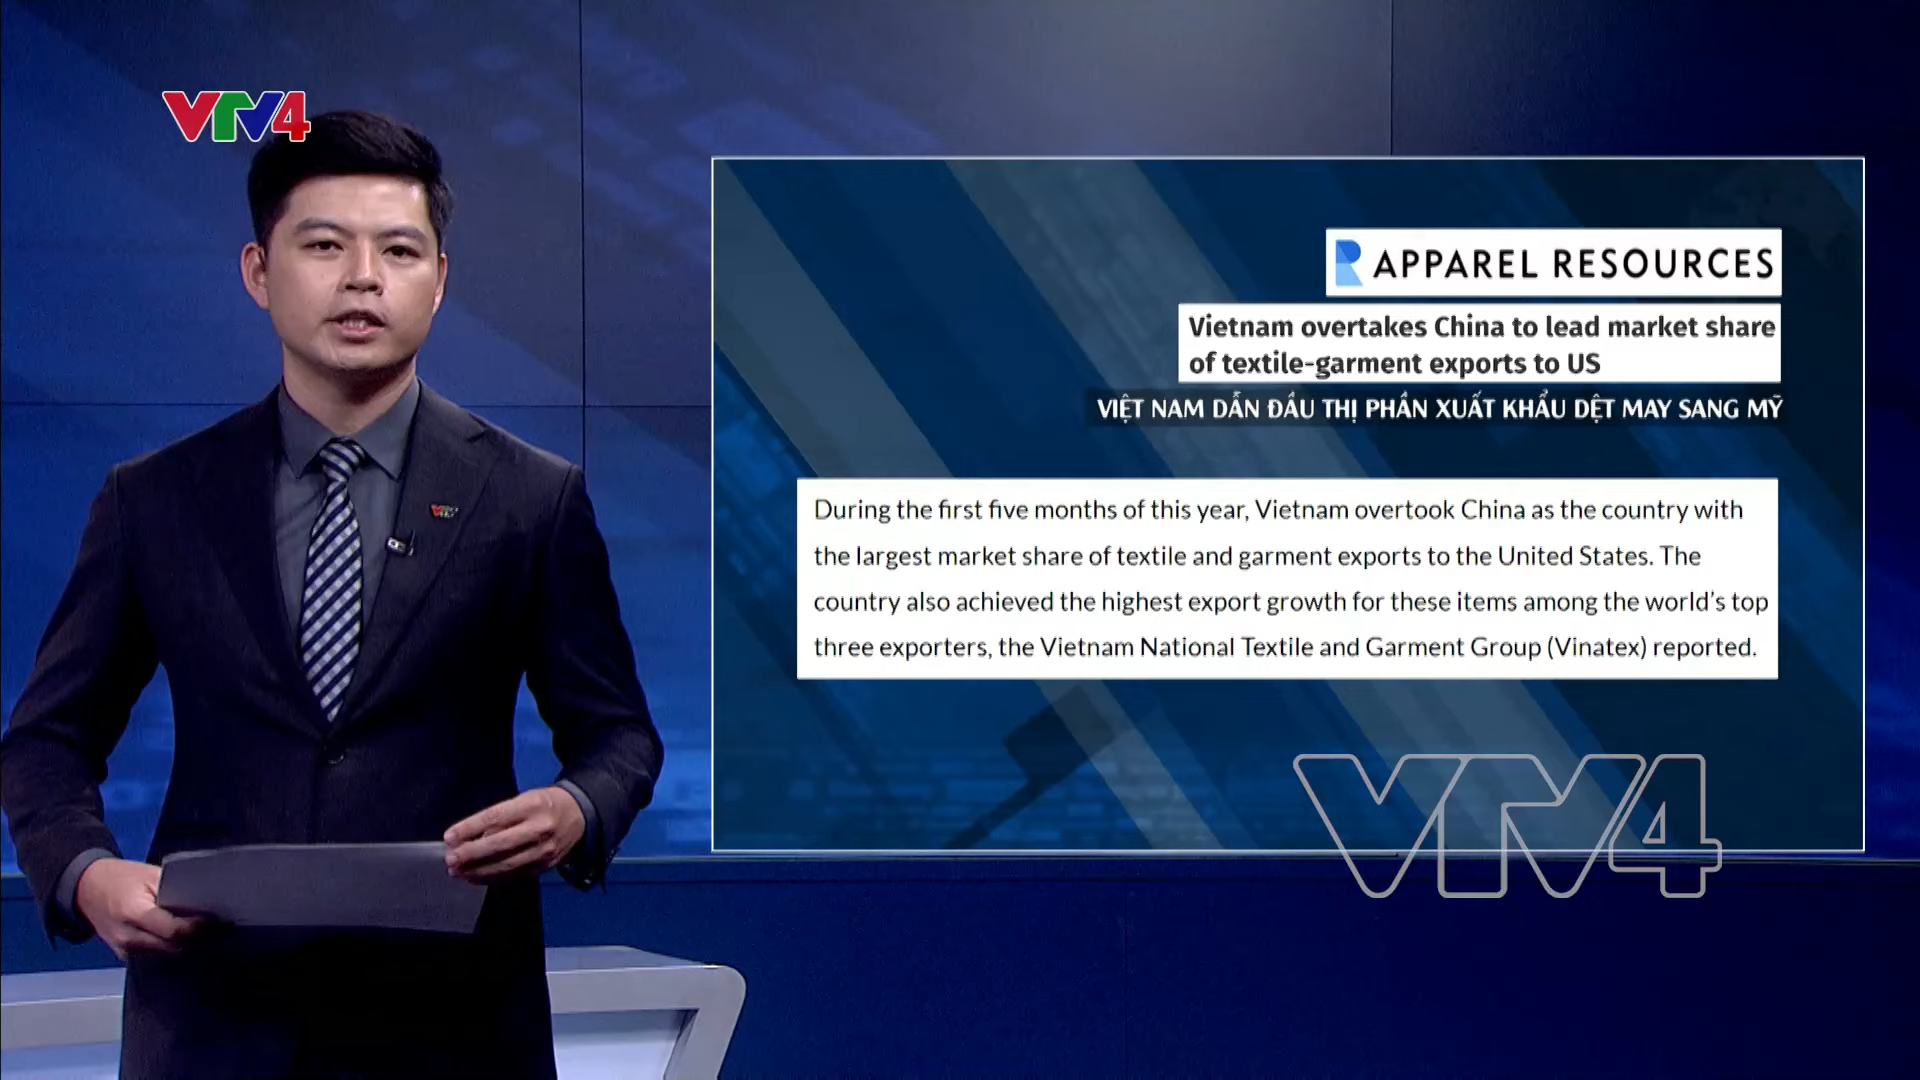 VTV4
APPAREL RESOURCES
Vietnam overtakes China to lead market share
of textile-garment exports to US
VIỆT NAM DẪN ĐẦU THỊ PHẦN XUẤT KHẨU DỆT MAY SANG MỸ
During the first five months of this year, Vietnam overtook China as the country with
the largest market share of textile and garment exports to the United States. The
country also achieved the highest export growth for these items among the world's top
three exporters, the Vietnam National Textile and Garment Group (Vinatex) reported.
VTV4